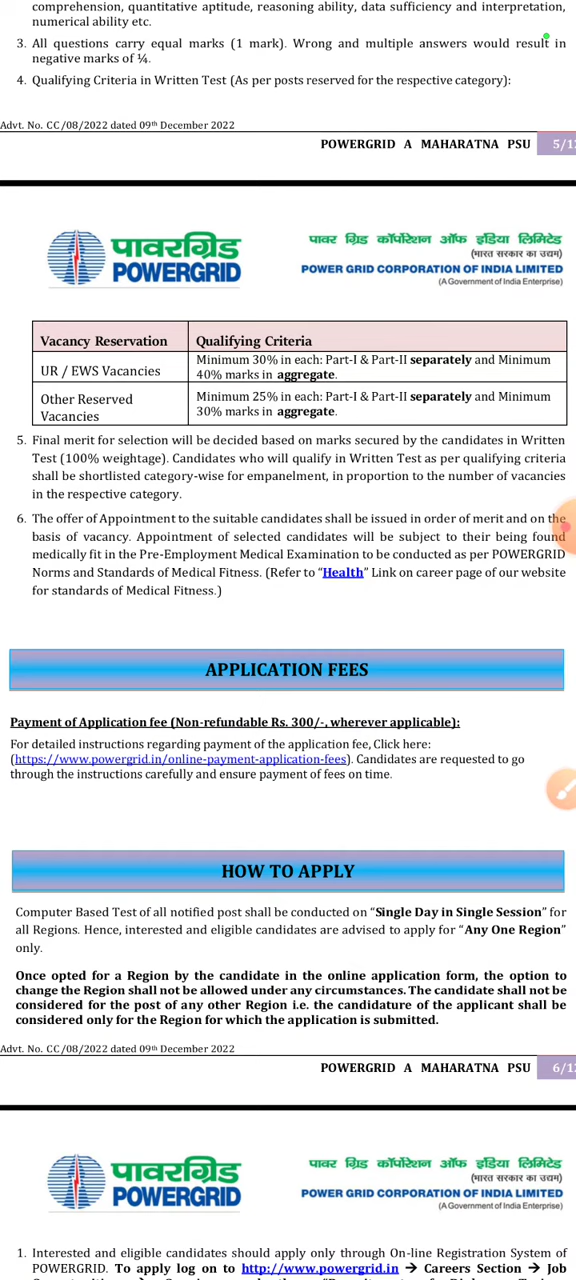 comprehension, quantitative aptitude, reasoning ability, data sufficiency and interpretation,
numerical ability etc.
3. All questions carry equal marks (1 mark). Wrong and multiple answers would result in
negative marks of ¼.
4. Qualifying Criteria in Written Test (As per posts reserved for the respective category):
Advt. No. CC/08/2022 dated 09th December 2022
POWERGRID A MAHARATNA PSU 5/1
पावरग्रिड
POWERGRID
पावर ग्रिड कॉर्पोरेशन ऑफ इंडिया लिमिटेड
(भारत सरकार का उद्यम)
POWER GRID CORPORATION OF INDIA LIMITED
(A Government of India Enterprise)
Vacancy Reservation Qualifying Criteria
UR / EWS Vacancies Minimum 30% in each: Part-I & Part-II separately and Minimum
40% marks in aggregate.
Other Reserved Minimum 25% in each: Part-I & Part-II separately and Minimum
Vacancies 30% marks in aggregate.
5. Final merit for selection will be decided based on marks secured by the candidates in Written
Test (100% weightage). Candidates who will qualify in Written Test as per qualifying criteria
shall be shortlisted category-wise for empanelment, in proportion to the number of vacancies
in the respective category.
6. The offer of Appointment to the suitable candidates shall be issued in order of merit and on the
basis of vacancy. Appointment of selected candidates will be subject to their being found
medically fit in the Pre-Employment Medical Examination to be conducted as per POWERGRID
Norms and Standards of Medical Fitness. (Refer to “Health” Link on career page of our website
for standards of Medical Fitness.)
APPLICATION FEES
Payment of Application fee (Non-refundable Rs. 300/-, wherever applicable):
For detailed instructions regarding payment of the application fee, Click here:
(https://www.powergrid.in/online-payment-application-fees). Candidates are requested to go
through the instructions carefully and ensure payment of fees on time.
HOW TO APPLY
Computer Based Test of all notified post shall be conducted on “Single Day in Single Session” for
all Regions. Hence, interested and eligible candidates are advised to apply for “Any One Region”
only.
Once opted for a Region by the candidate in the online application form, the option to
change the Region shall not be allowed under any circumstances. The candidate shall not be
considered for the post of any other Region i.e. the candidature of the applicant shall be
considered only for the Region for which the application is submitted.
Advt. No. CC/08/2022 dated 09th December 2022
POWERGRID A MAHARATNA PSU 6/1
पावरग्रिड
POWERGRID
पावर ग्रिड कॉर्पोरेशन ऑफ इंडिया लिमिटेड
(भारत सरकार का उद्यम)
POWER GRID CORPORATION OF INDIA LIMITED
(A Government of India Enterprise)
1. Interested and eligible candidates should apply only through On-line Registration System of
POWERGRID. To apply log on to http://www.powergrid.in → Careers Section → Job